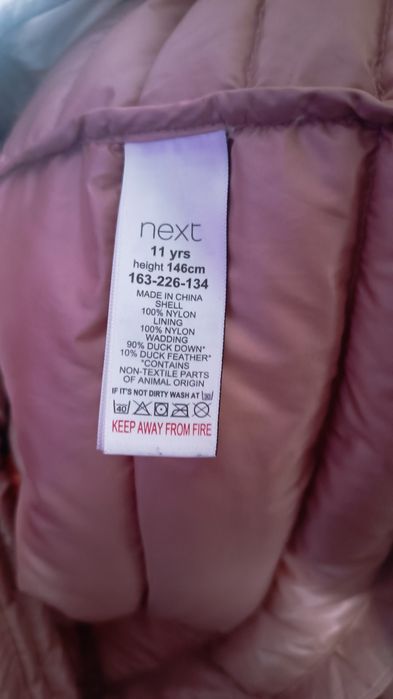 next
11 yrs
height 146cm
163-226-134
MADE IN CHINA
SHELL
100% NYLON
LINING
100% NYLON
WADDING
90% DUCK DOWN*
10% DUCK FEATHER*
*CONTAINS
NON-TEXTILE PARTS
OF ANIMAL ORIGIN
IF IT'S NOT DIRTY WASH AT 30
40
KEEP AWAY FROM FIRE